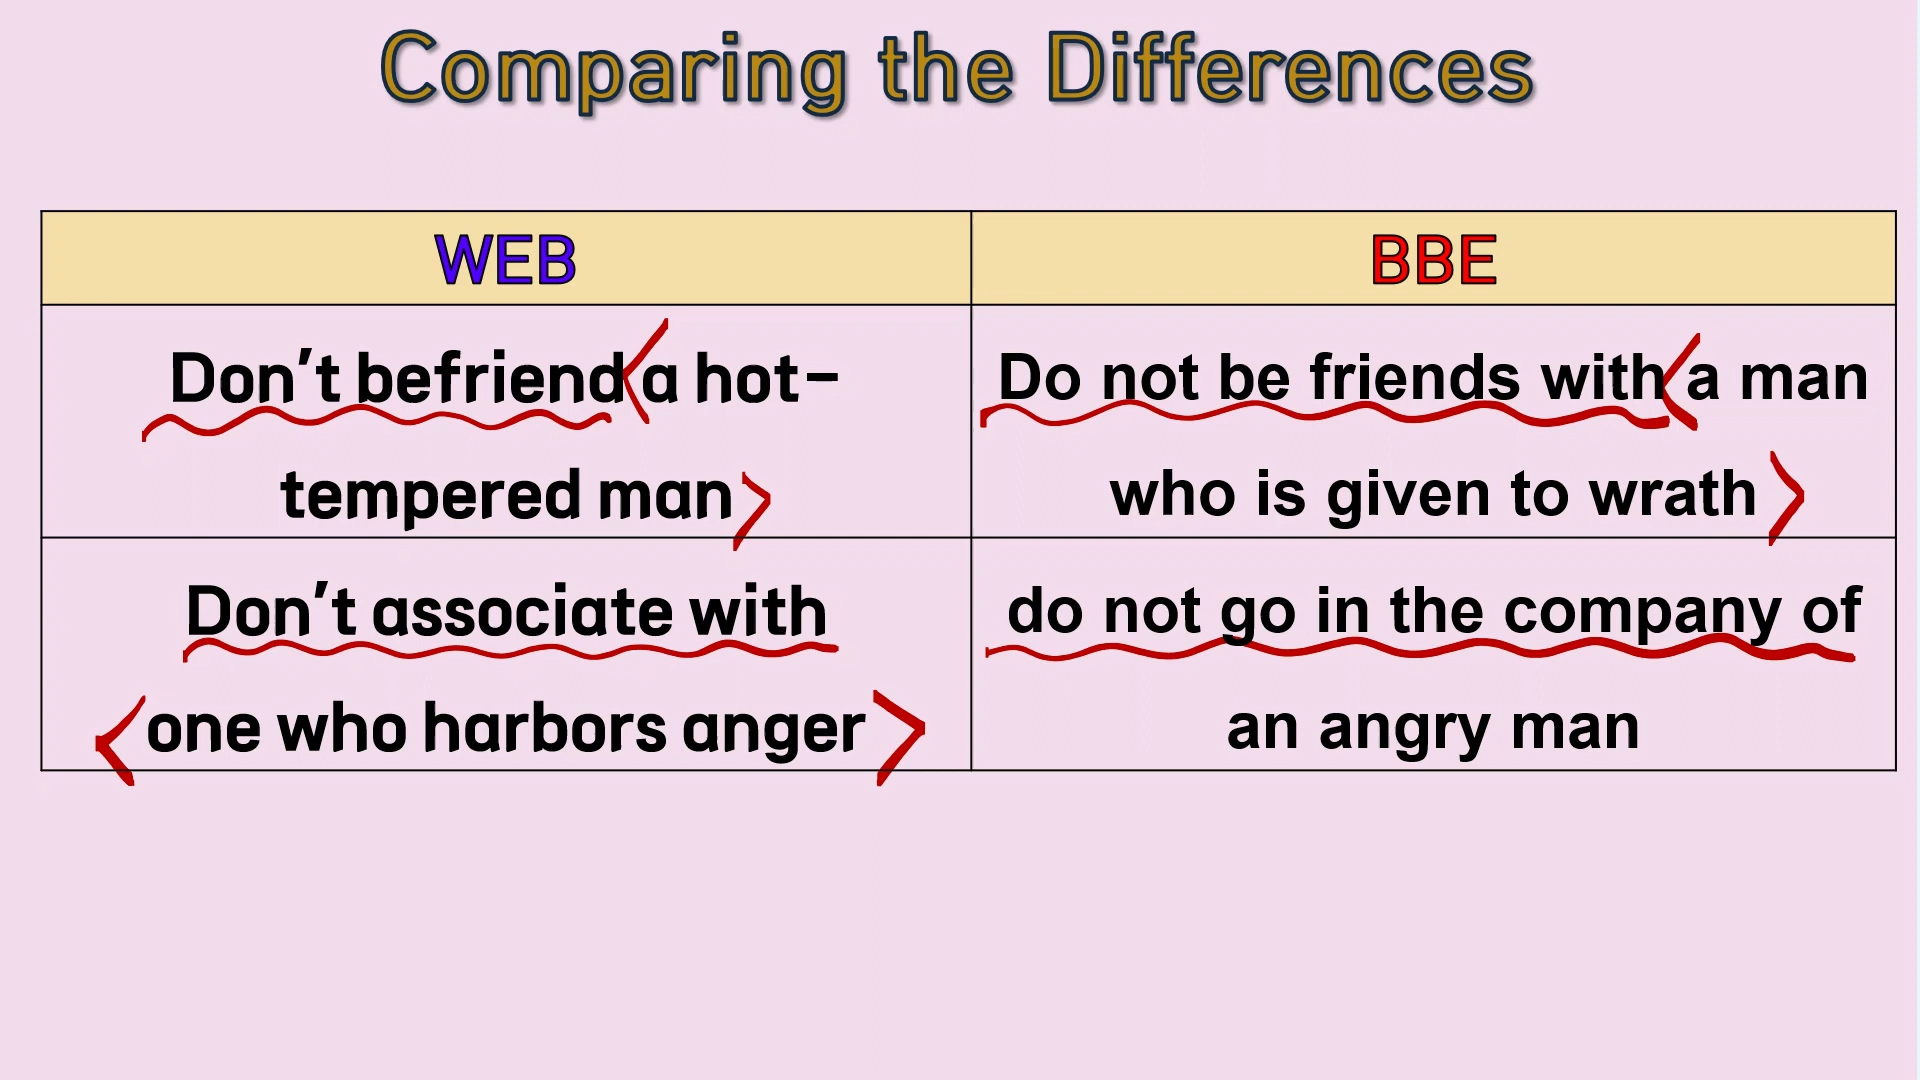 Comparing the Differences
WEB
BBE
Don't befriend a hot-
tempered man
Do not be friends with a man
who is given to wrath
Don't associate with
one who harbors anger
do not go in the company of
an angry man